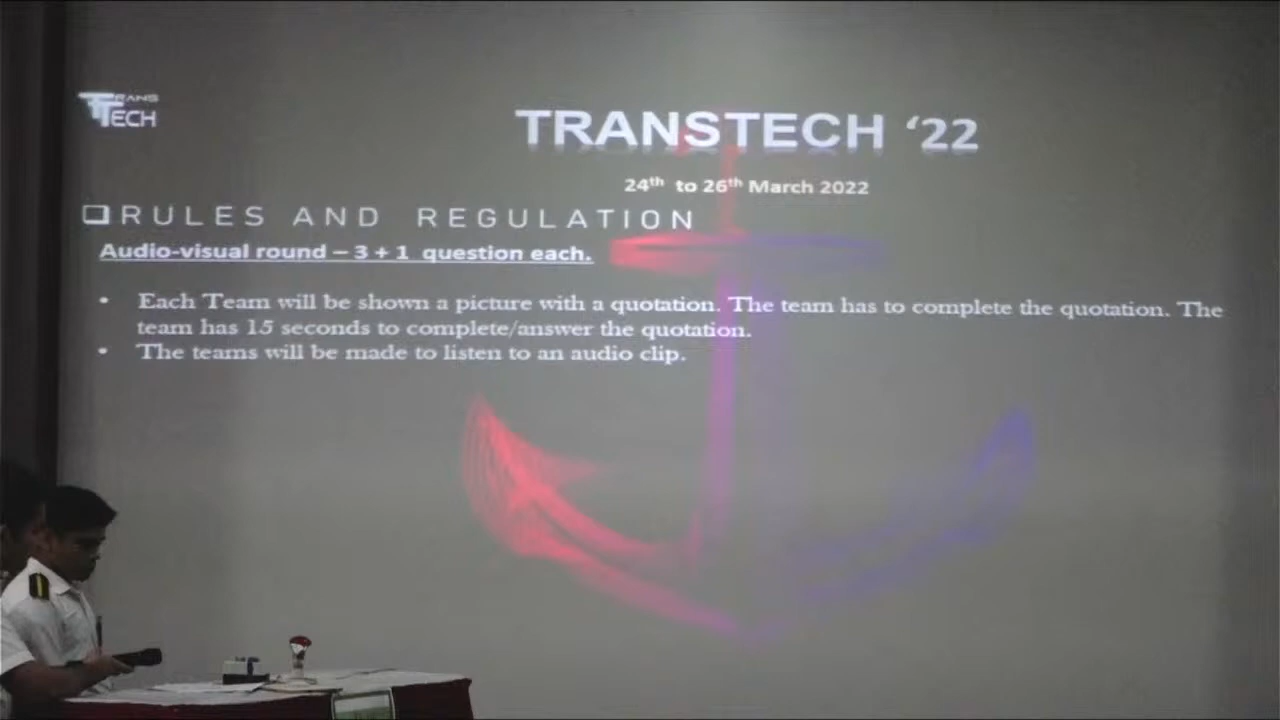 TRANS
TECH
TRANSTECH ‘22
24th to 26th March 2022
RULES AND REGULATION
Audio-visual round – 3 + 1 question each.
• Each Team will be shown a picture with a quotation. The team has to complete the quotation. The
team has 15 seconds to complete/answer the quotation.
• The teams will be made to listen to an audio clip.